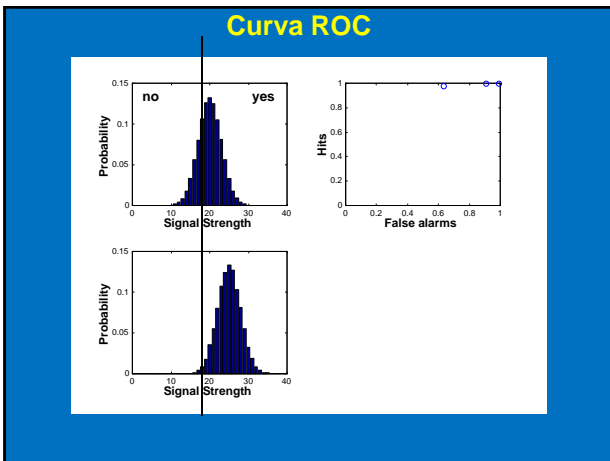 Curva ROC
no yes
Probability
0.15
0.1
0.05
0
0 10 20 30 40
Signal Strength
Hits
1
0.8
0.6
0.4
0.2
0
0 0.2 0.4 0.6 0.8 1
False alarms
Probability
0.15
0.1
0.05
0
0 10 20 30 40
Signal Strength